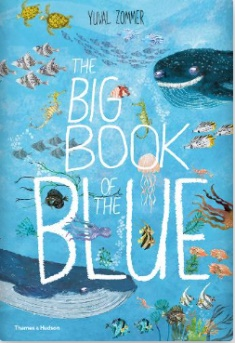 YUVAL ZOMMER
THE
BIG
BOOK
OF THE
BLUE
Thames & Hudson